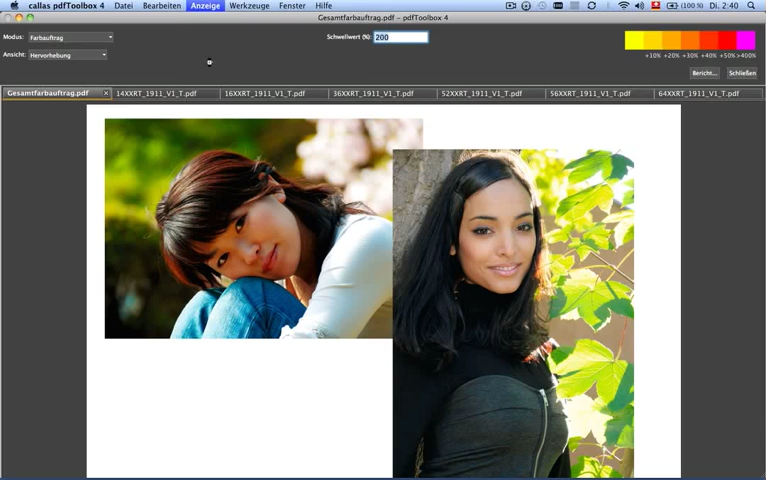 callas pdfToolbox 4 Datei Bearbeiten Anzeige Werkzeuge Fenster Hilfe (100 %) Di. 2:40
Gesamtfarbauftrag.pdf – pdfToolbox 4
Modus: Farbauftrag Schwellwert (%): 200
Ansicht: Hervorhebung +10% +20% +30% +40% +50% >400%
Bericht... Schließen
Gesamtfarbauftrag.pdf 14XXRT_1911_V1_T.pdf 16XXRT_1911_V1_T.pdf 36XXRT_1911_V1_T.pdf 52XXRT_1911_V1_T.pdf 56XXRT_1911_V1_T.pdf 64XXRT_1911_V1_T.pdf